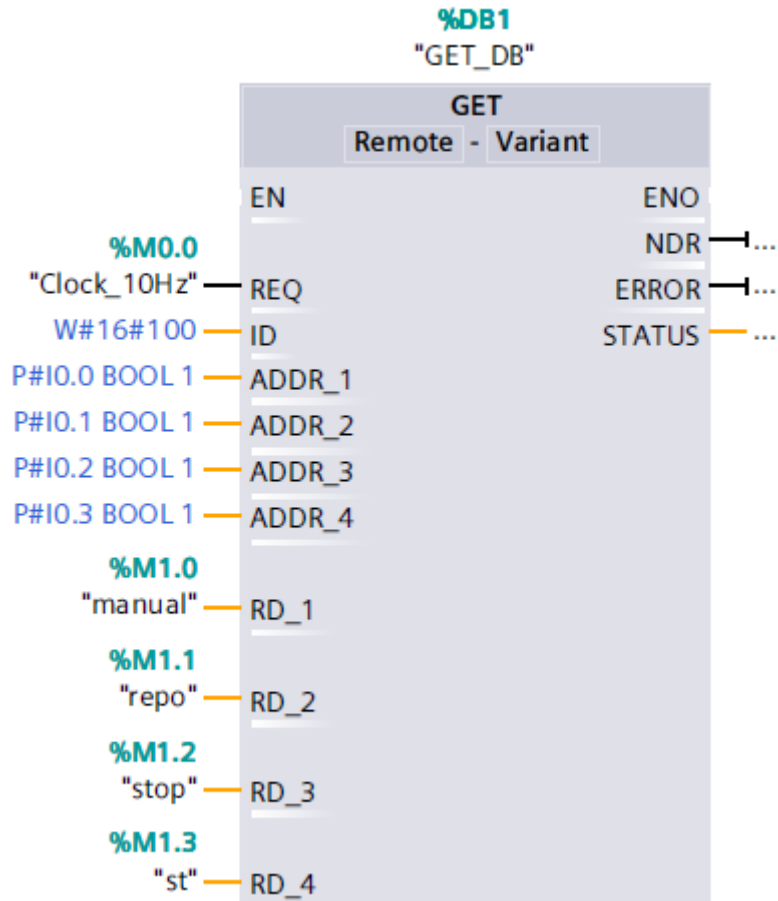 %DB1
"GET_DB"
GET
Remote - Variant
EN ENO
NDR ...
%M0.0
"Clock_10Hz" REQ ERROR ...
W#16#100 ID STATUS ...
P#I0.0 BOOL 1 ADDR_1
P#I0.1 BOOL 1 ADDR_2
P#I0.2 BOOL 1 ADDR_3
P#I0.3 BOOL 1 ADDR_4
%M1.0
"manual" RD_1
%M1.1
"repo" RD_2
%M1.2
"stop" RD_3
%M1.3
"st" RD_4